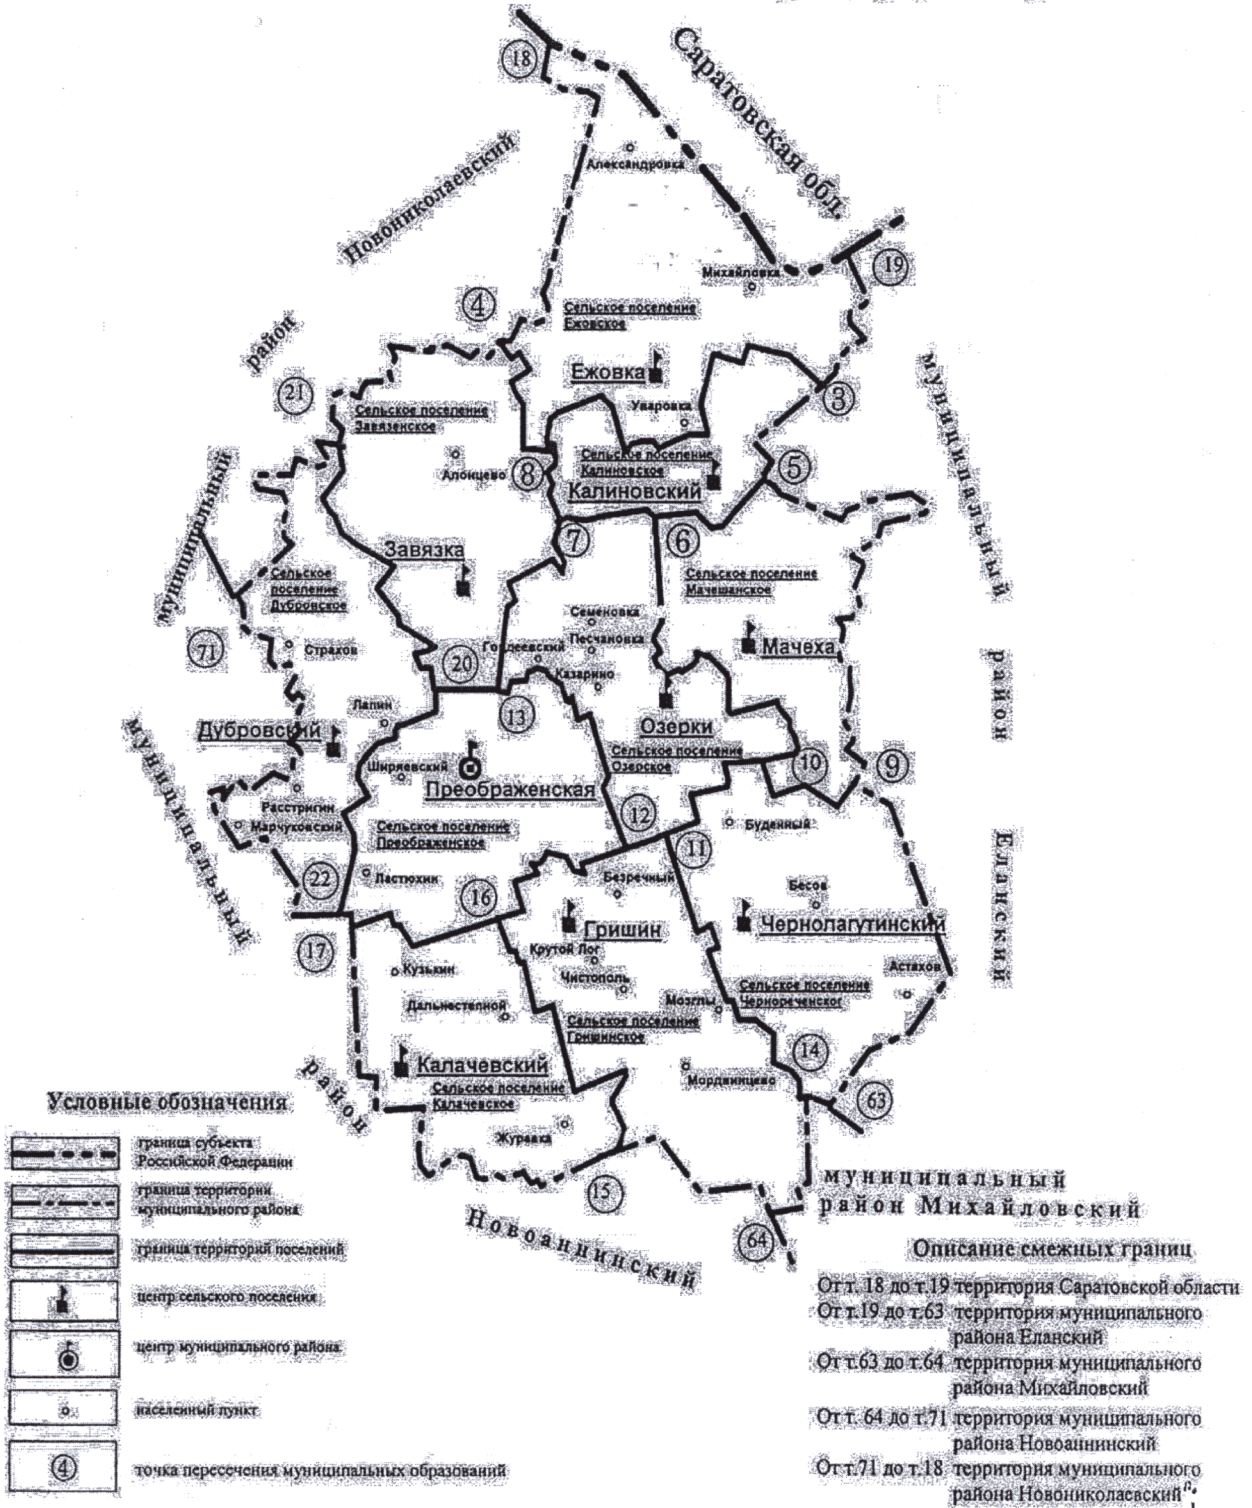 Саратовская обл.
18
Александровка
Новониколаевский
19
Михайловка
4
Сельское поселение
Ежовское
район
21
Ежовка
3
Уваровка
Сельское поселение
Завязенское
муниципальный
Алонцево
8
Сельское поселение
Калиновское
5
Калиновский
муниципальный
7
6
Завязка
Сельское
поселение
Дубровское
Сельское поселение
Мачешанское
Семеновка
71
Страхов
20
Гордеевский
Песчановка
Мачеха
район
Казарино
Лапин
13
Дубровский
Озерки
муниципальный
Сельское поселение
Озерское
Ширяевский
10
9
Преображенская
Расстригин
Марчуковский
Сельское поселение
Преображенское
12
Буденный
11
Еланский
22
Ластюхин
16
Безречный
Бесов
17
Гришин
Чернолагутинский
Кузькин
Крутой Лог
Чистополь
Астахов
Дальнестепной
Мозглы
Сельское поселение
Чернореченског
Сельское поселение
Гришинское
14
район
Калачевский
Сельское поселение
Калачевское
Мордвинцево
63
Журавка
15
Новоаннинский
64
муниципальный
район Михайловский
Условные обозначения
граница субъекта
Российской Федерации
граница территории
муниципального района
граница территорий поселений
центр сельского поселения
центр муниципального района
населенный пункт
4
точка пересечения муниципальных образований
Описание смежных границ
От т. 18 до т.19 территория Саратовской области
От т.19 до т.63 территория муниципального
района Еланский
От т.63 до т.64 территория муниципального
района Михайловский
От т. 64 до т.71 территория муниципального
района Новоаннинский
От т.71 до т.18 территория муниципального
района Новониколаевский